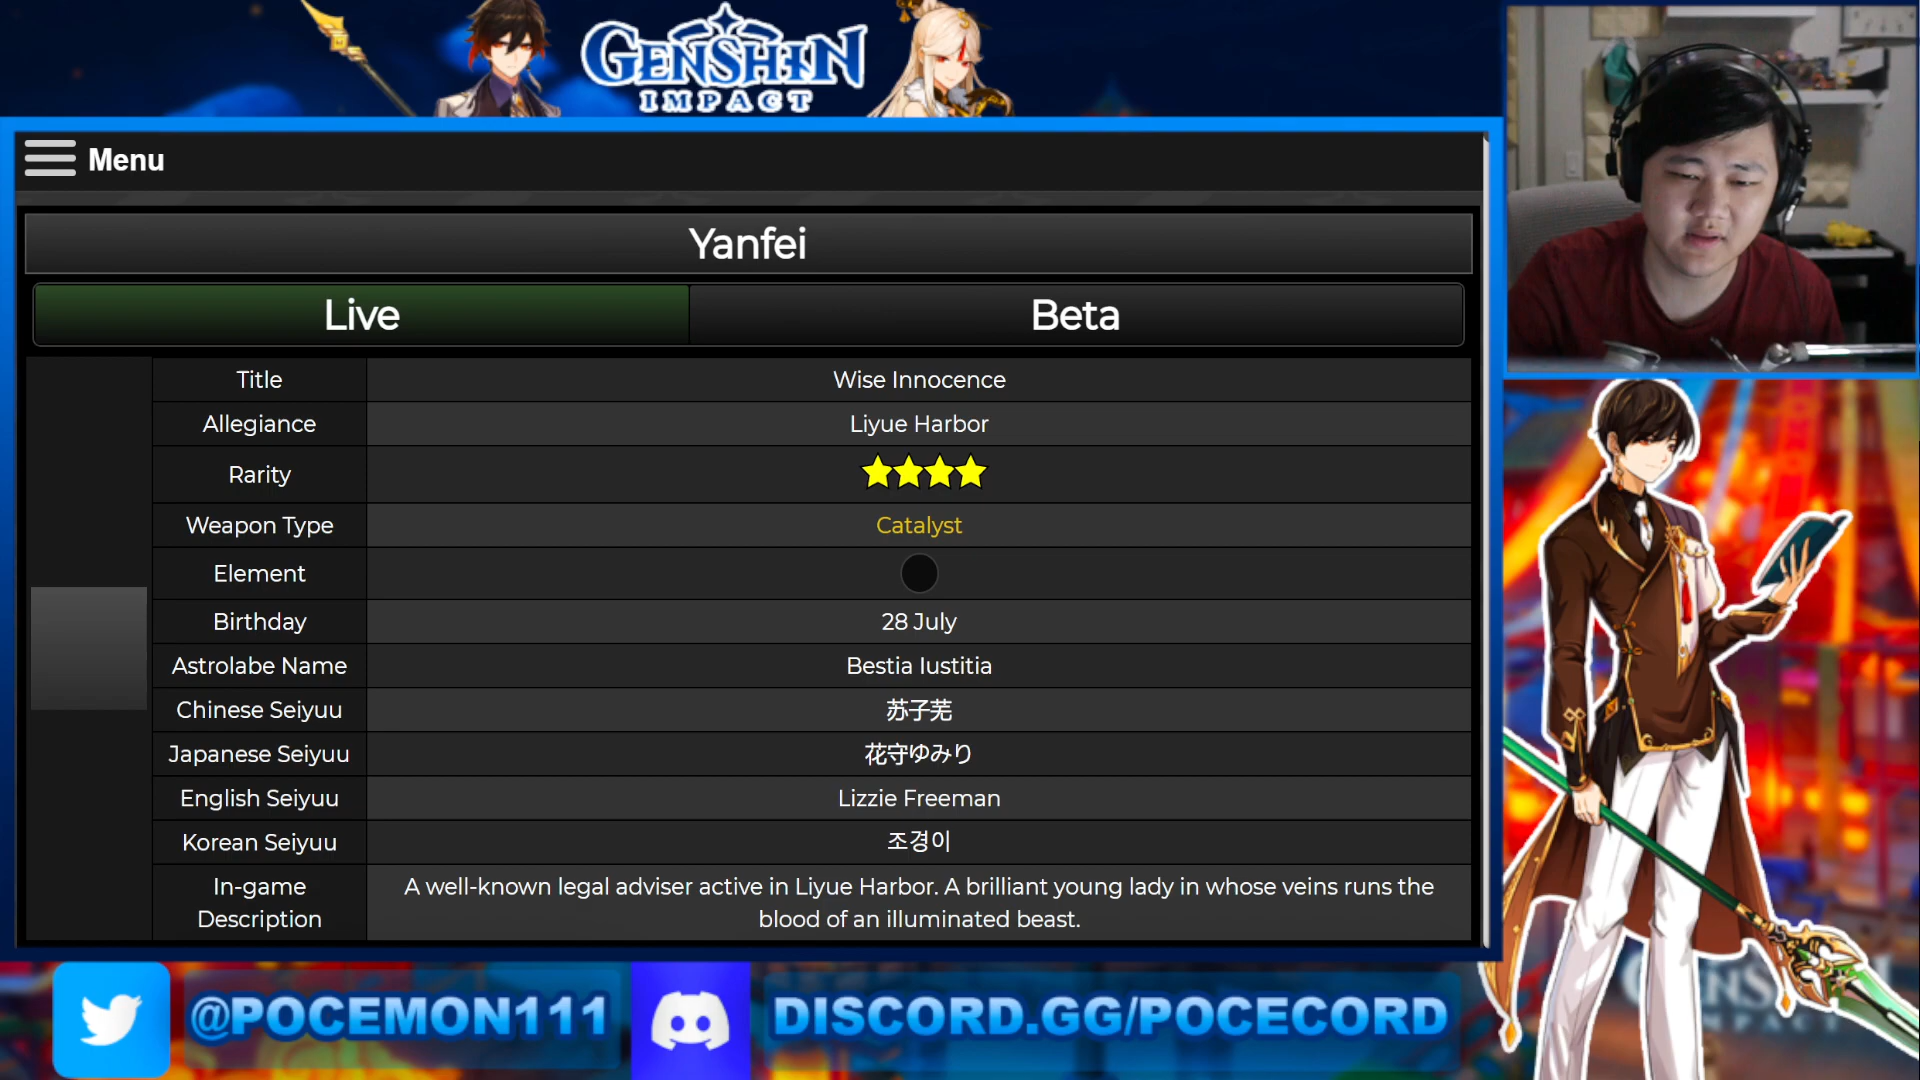 GENSHIN
IMPACT
Menu
Yanfei
Live
Beta
Title
Wise Innocence
Allegiance
Liyue Harbor
Rarity
Weapon Type
Catalyst
Element
Birthday
28 July
Astrolabe Name
Bestia Iustitia
Chinese Seiyuu
苏子芜
Japanese Seiyuu
花守ゆみり
English Seiyuu
Lizzie Freeman
Korean Seiyuu
조경이
In-game
Description
A well-known legal adviser active in Liyue Harbor. A brilliant young lady in whose veins runs the
blood of an illuminated beast.
@POCEMON111
DISCORD.GG/POCECORD